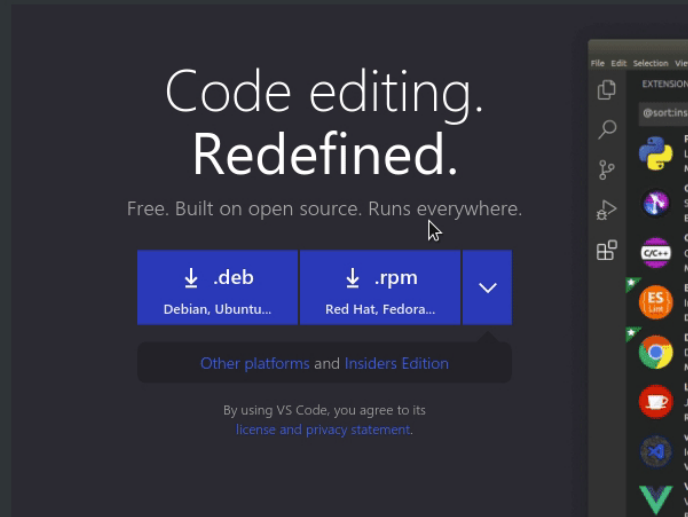 Code editing.
Redefined.
Free. Built on open source. Runs everywhere.
.deb
Debian, Ubuntu...
.rpm
Red Hat, Fedora...
Other platforms and Insiders Edition
By using VS Code, you agree to its
license and privacy statement.
File Edit Selection
EXTENSION
@sort:ins
C/C++
ES
Lint